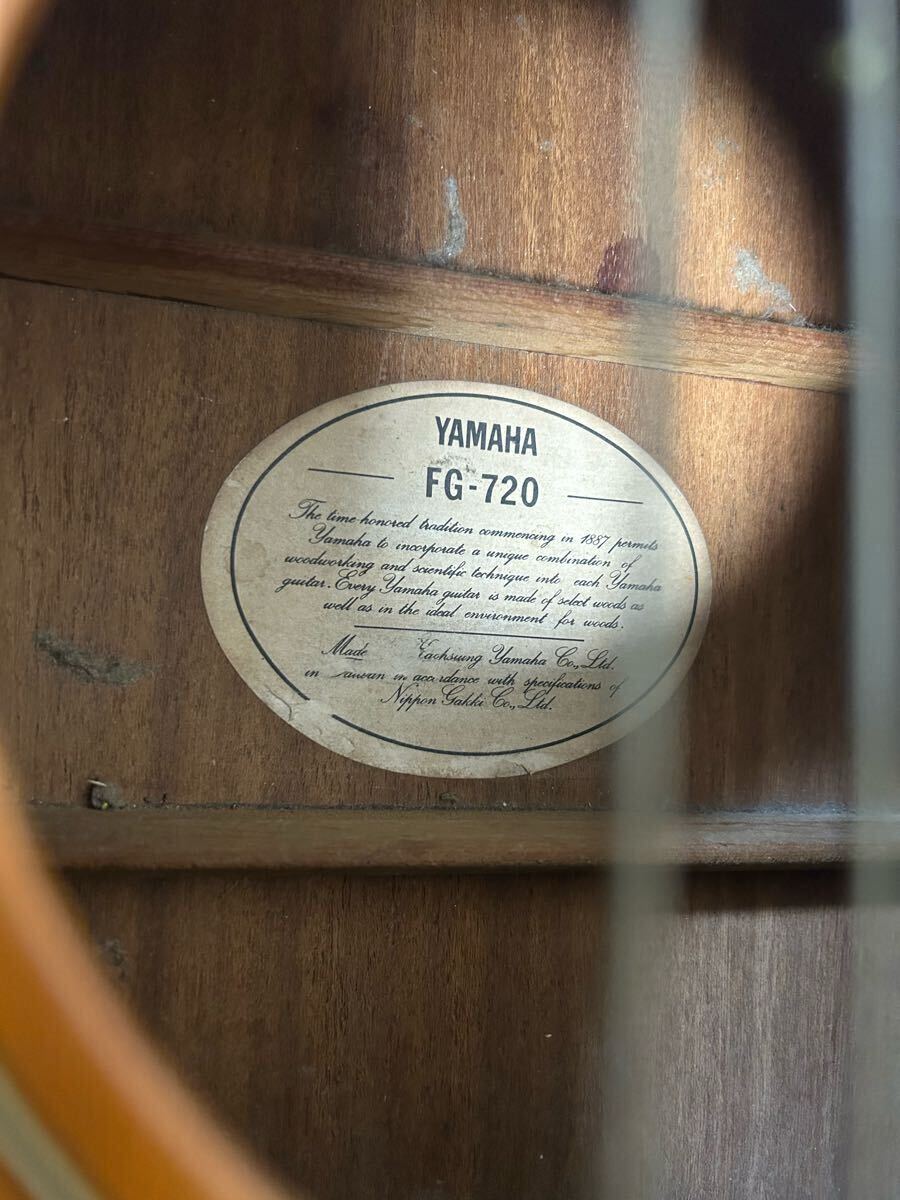 YAMAHA
FG-720
The time-honored tradition commencing in 1887 permits
Yamaha to incorporate a unique combination of
woodworking and scientific technique into each Yamaha
guitar. Every Yamaha guitar is made of select woods as
well as in the ideal environment for woods.
Made Kaohsiung Yamaha Co., Ltd.
in in accordance with specifications of
Nippon Gakki Co., Ltd.